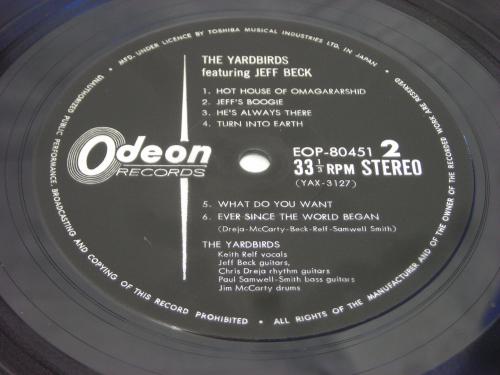 • MFD. UNDER LICENCE BY TOSHIBA MUSICAL INDUSTRIES LTD. IN JAPAN •
UNAUTHORIZED PUBLIC PERFORMANCE, BROADCASTING AND COPYING OF THIS RECORD PROHIBITED • ALL RIGHTS OF THE MANUFACTURER AND OF THE OWNER OF THE RECORDED WORK ARE RESERVED
THE YARDBIRDS
featuring JEFF BECK
1. HOT HOUSE OF OMAGARARSHID
2. JEFF'S BOOGIE
3. HE'S ALWAYS THERE
4. TURN INTO EARTH
Odeon
RECORDS
EOP-80451 2
33 1/3 RPM STEREO
(YAX-3127)
5. WHAT DO YOU WANT
6. EVER SINCE THE WORLD BEGAN
(Dreja-McCarty-Beck-Relf-Samwell Smith)
THE YARDBIRDS
Keith Relf vocals
Jeff Beck guitars,
Chris Dreja rhythm guitars
Paul Samwell-Smith bass guitars
Jim McCarty drums